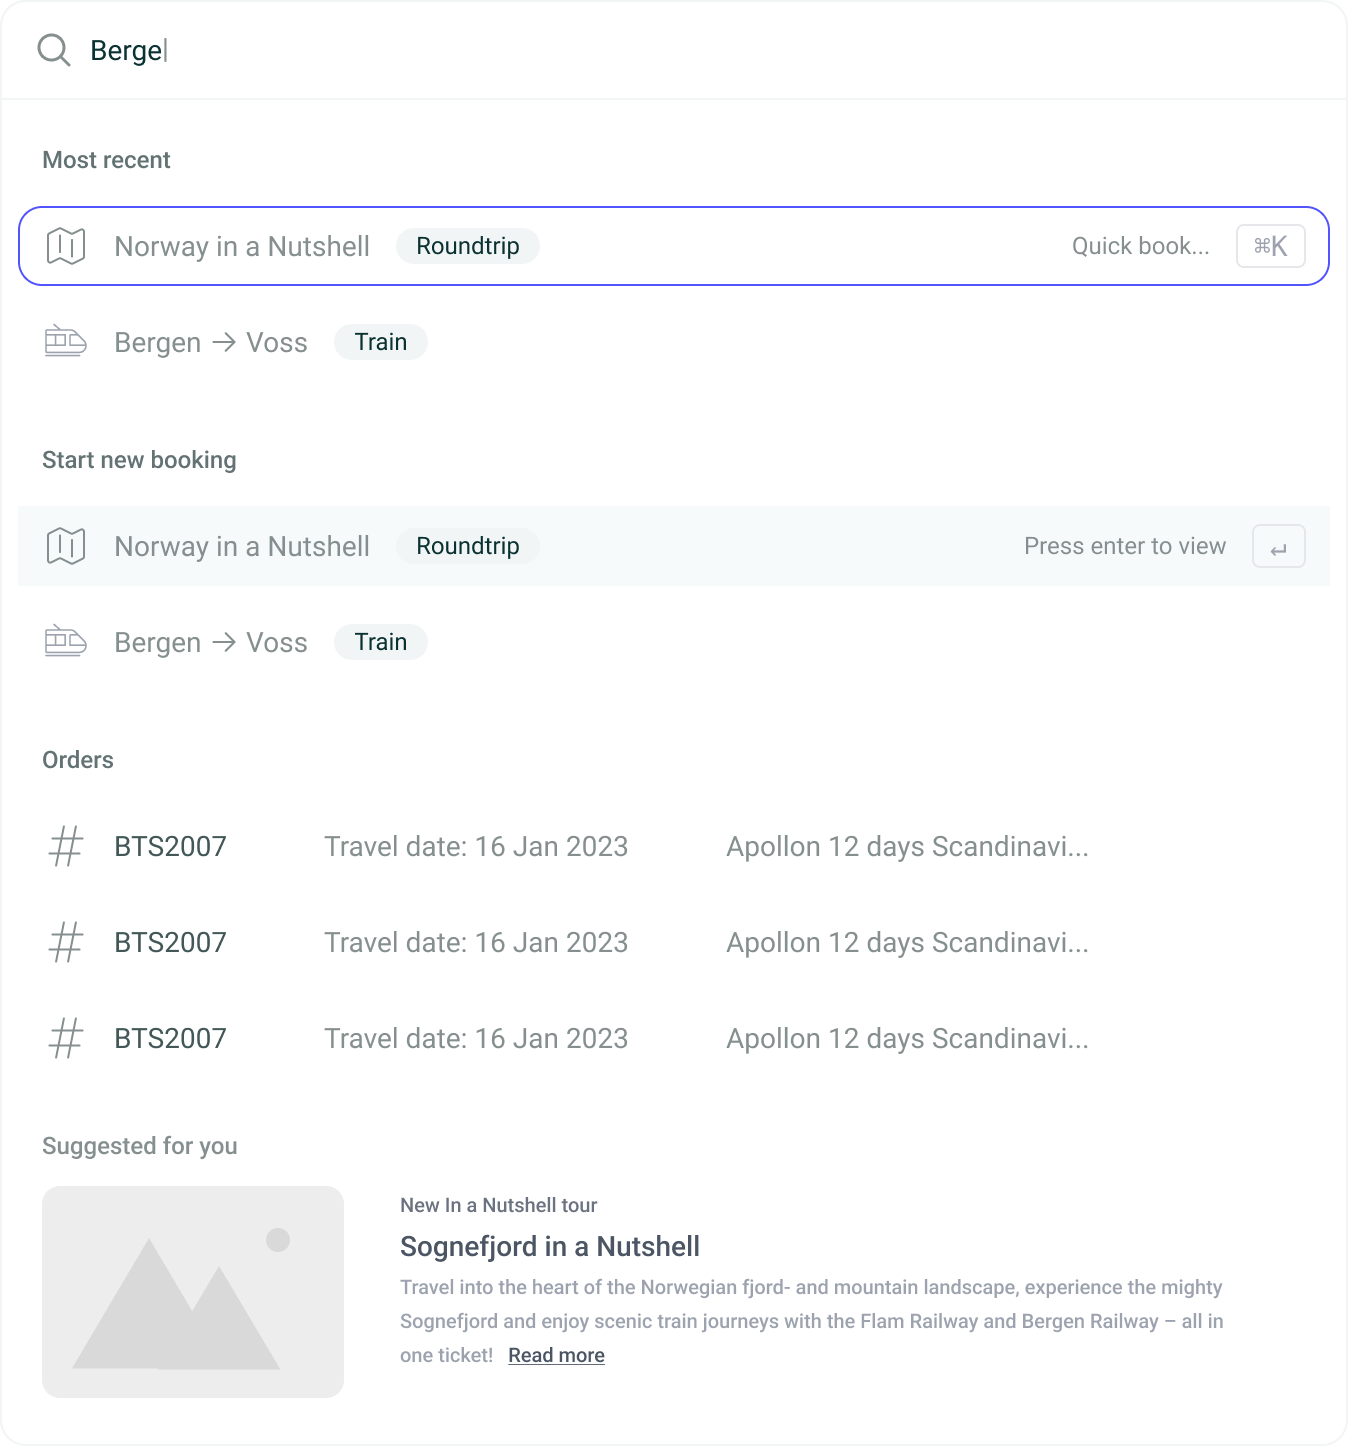 Berge
Most recent
Norway in a Nutshell Roundtrip Quick book... ⌘K
Bergen → Voss Train
Start new booking
Norway in a Nutshell Roundtrip Press enter to view ↵
Bergen → Voss Train
Orders
# BTS2007 Travel date: 16 Jan 2023 Apollon 12 days Scandinavi...
# BTS2007 Travel date: 16 Jan 2023 Apollon 12 days Scandinavi...
# BTS2007 Travel date: 16 Jan 2023 Apollon 12 days Scandinavi...
Suggested for you
New In a Nutshell tour
Sognefjord in a Nutshell
Travel into the heart of the Norwegian fjord- and mountain landscape, experience the mighty
Sognefjord and enjoy scenic train journeys with the Flam Railway and Bergen Railway – all in
one ticket! Read more